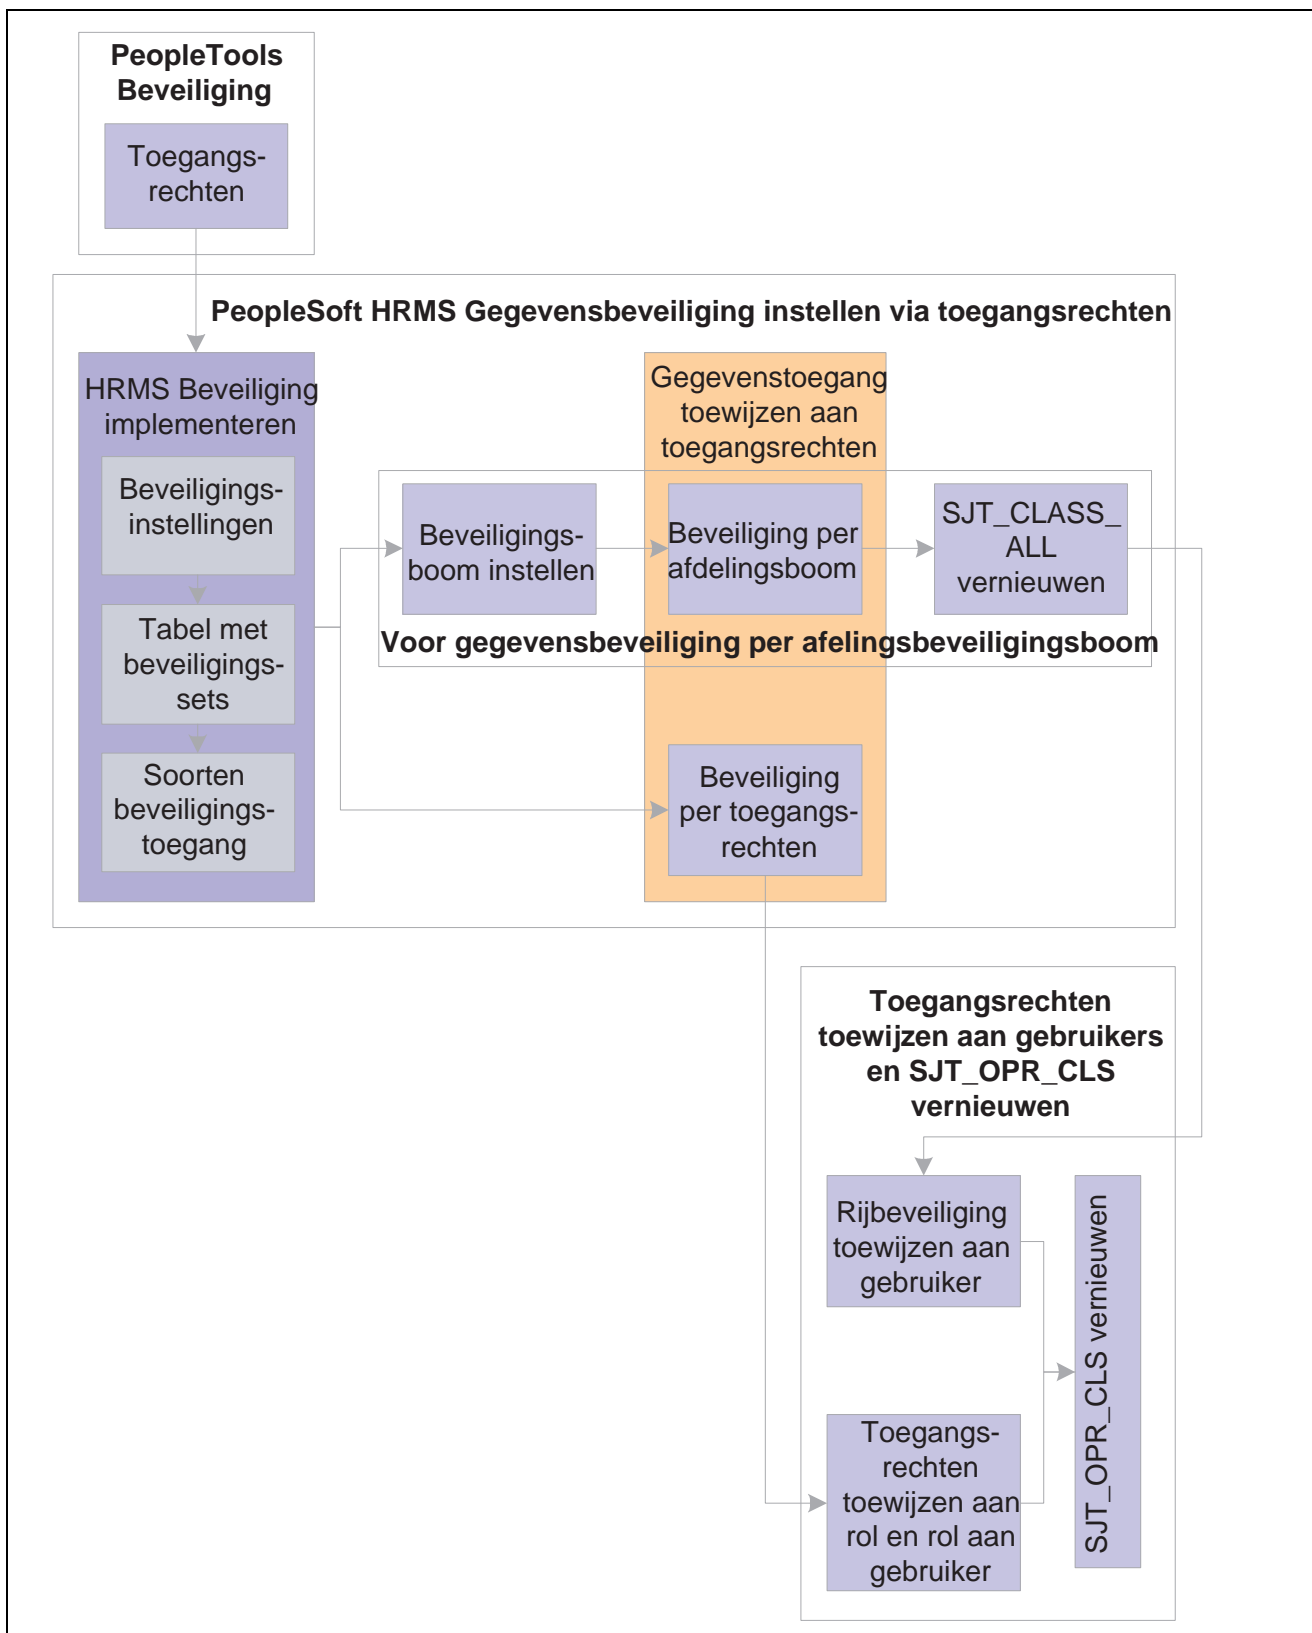 PeopleTools
Beveiliging
Toegangs-
rechten
PeopleSoft HRMS Gegevensbeveiliging instellen via toegangsrechten
HRMS Beveiliging
implementeren
Beveiligings-
instellingen
Tabel met
beveiligings-
sets
Soorten
beveiligings-
toegang
Gegevenstoegang
toewijzen aan
toegangsrechten
Beveiligings-
boom instellen
Beveiliging per
afdelingsboom
SJT_CLASS_
ALL
vernieuwen
Voor gegevensbeveiliging per afelingsbeveiligingsboom
Beveiliging
per toegangs-
rechten
Toegangsrechten
toewijzen aan gebruikers
en SJT_OPR_CLS
vernieuwen
Rijbeveiliging
toewijzen aan
gebruiker
Toegangs-
rechten
toewijzen aan
rol en rol aan
gebruiker
SJT_OPR_CLS vernieuwen